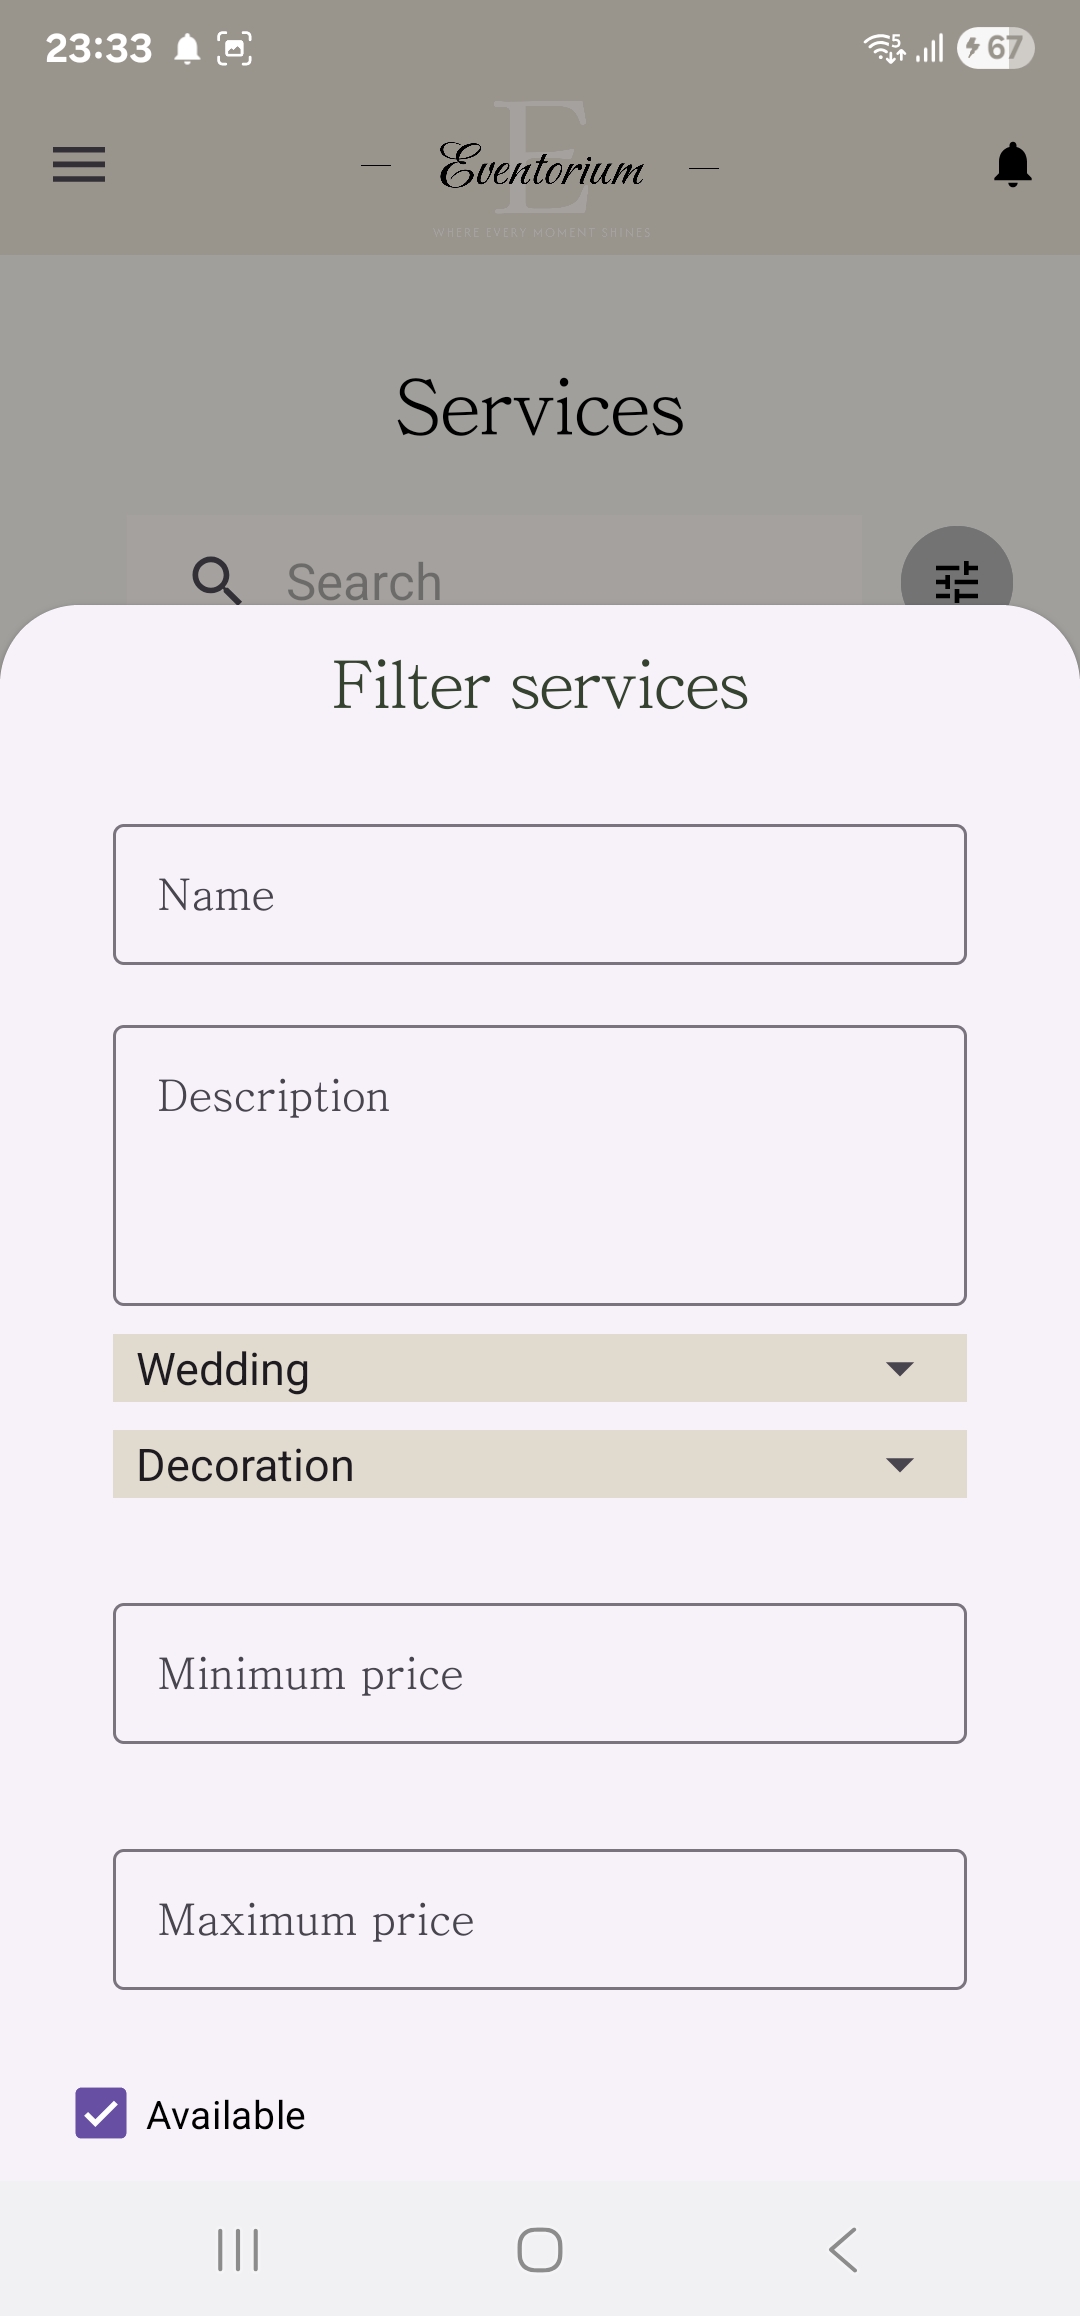 23:33
5
67
E
Eventorium
WHERE EVERY MOMENT SHINES
Services
Search
Filter services
Name
Description
Wedding
Decoration
Minimum price
Maximum price
Available